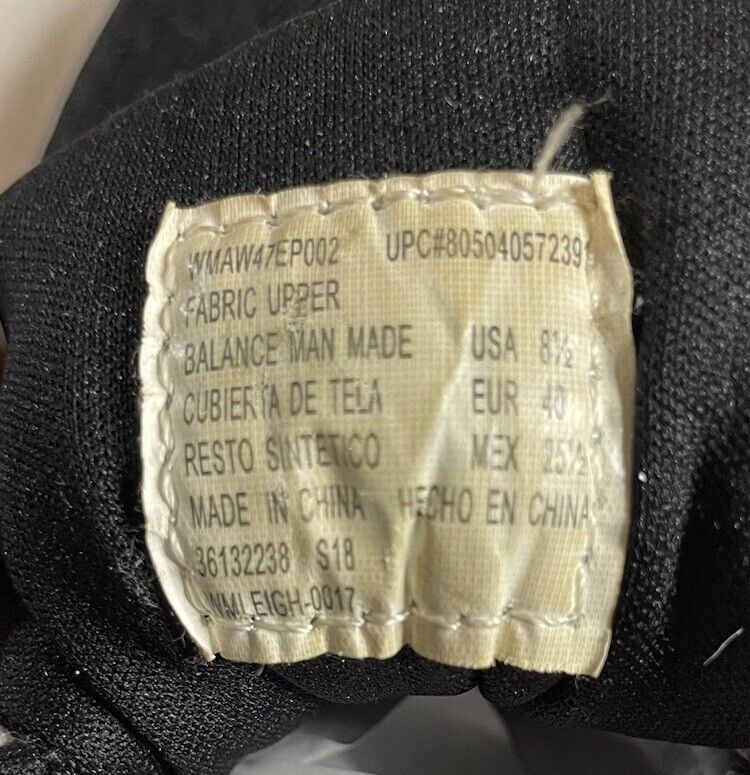 WMAW47EP002 UPC#80504057239
FABRIC UPPER
BALANCE MAN MADE USA 8½
CUBIERTA DE TELA EUR 40
RESTO SINTETICO MEX 25½
MADE IN CHINA HECHO EN CHINA
36132238 S18
WMLEIGH-0017